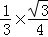 1/3 × √3/4